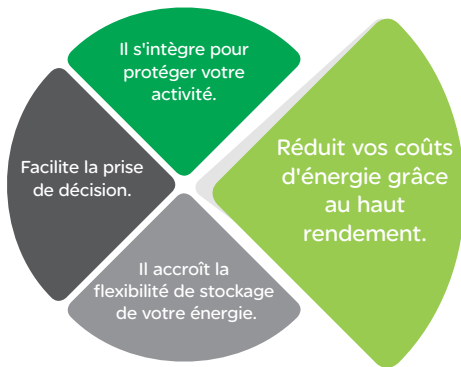 Il s'intègre pour
protéger votre
activité.
Réduit vos coûts
d'énergie grâce
au haut
rendement.
Facilite la prise
de décision.
Il accroît la
flexibilité de stockage
de votre énergie.